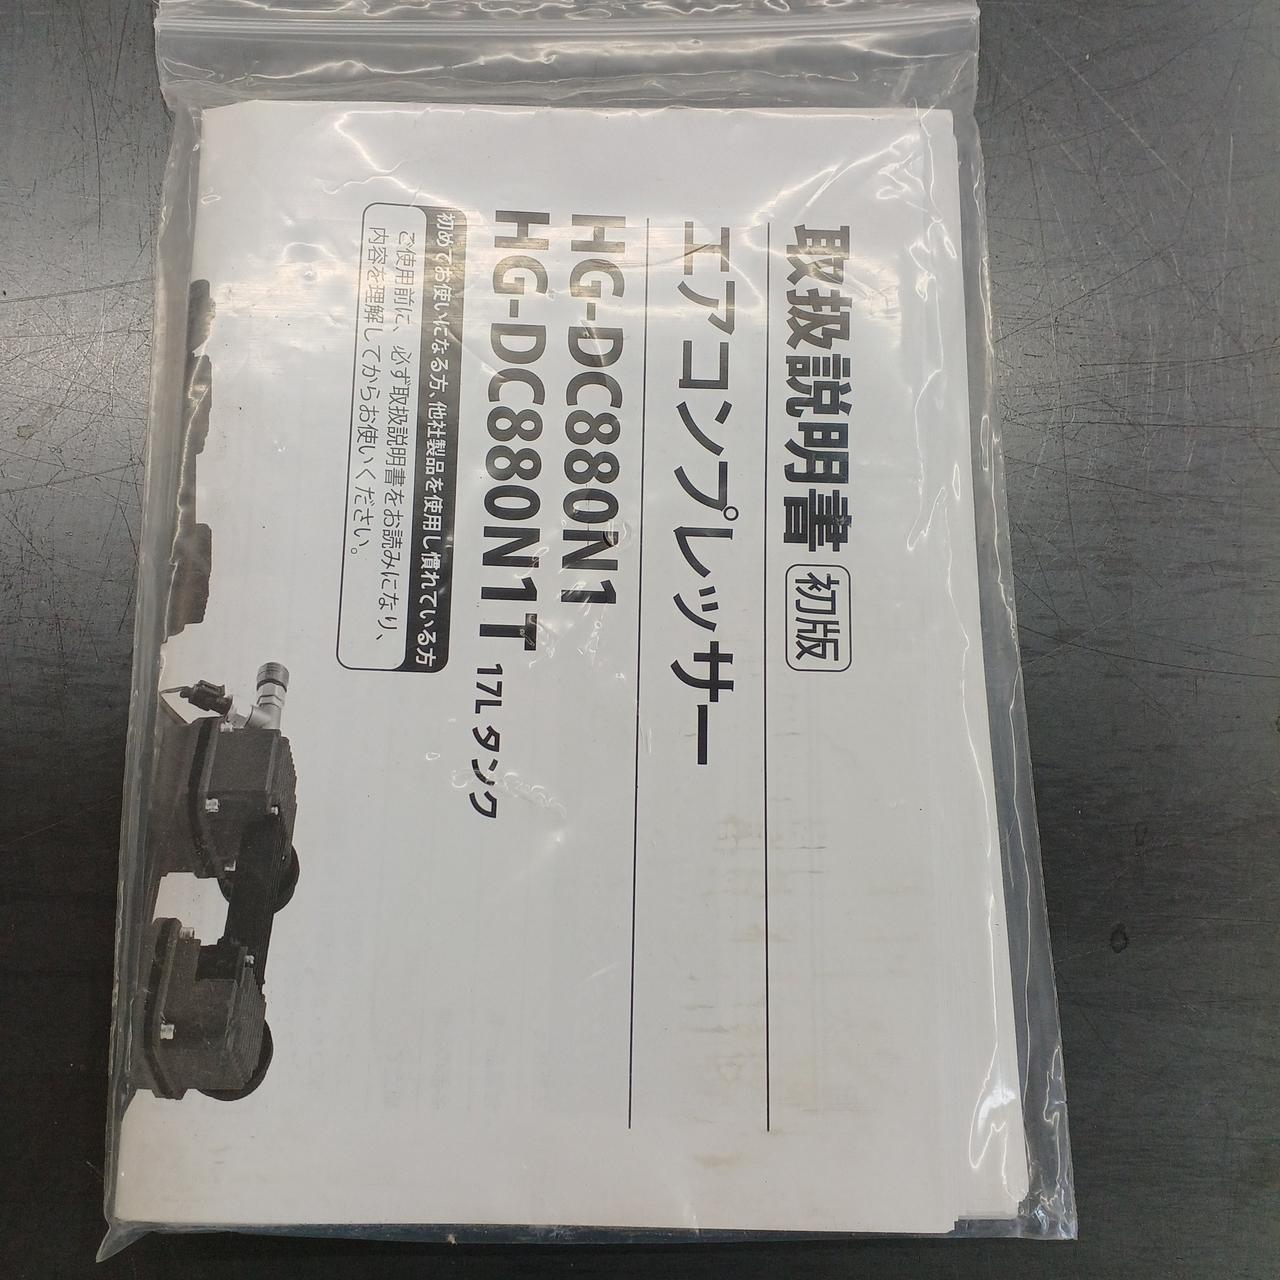 取扱説明書 初版
エアコンプレッサー
HG-DC880N1
HG-DC880N1T 17L タンク
初めてお使いになる方、他社製品を使用し慣れている方
ご使用前に、必ず取扱説明書をお読みになり、
内容を理解してからお使いください。